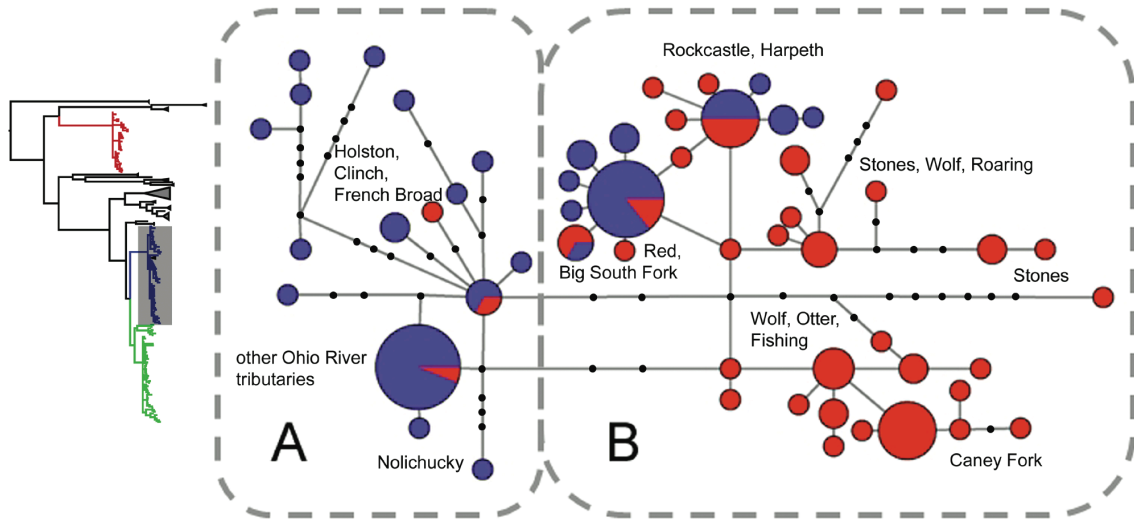 Rockcastle, Harpeth
Holston,
Clinch,
French Broad
Stones, Wolf, Roaring
Red,
Big South Fork
Stones
Wolf, Otter,
Fishing
other Ohio River
tributaries
A
B
Nolichucky
Caney Fork